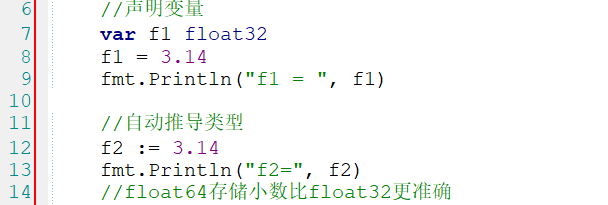 6 //声明变量
7 var f1 float32
8 f1 = 3.14
9 fmt.Println("f1 = ", f1)
10
11 //自动推导类型
12 f2 := 3.14
13 fmt.Println("f2=", f2)
14 //float64存储小数比float32更准确